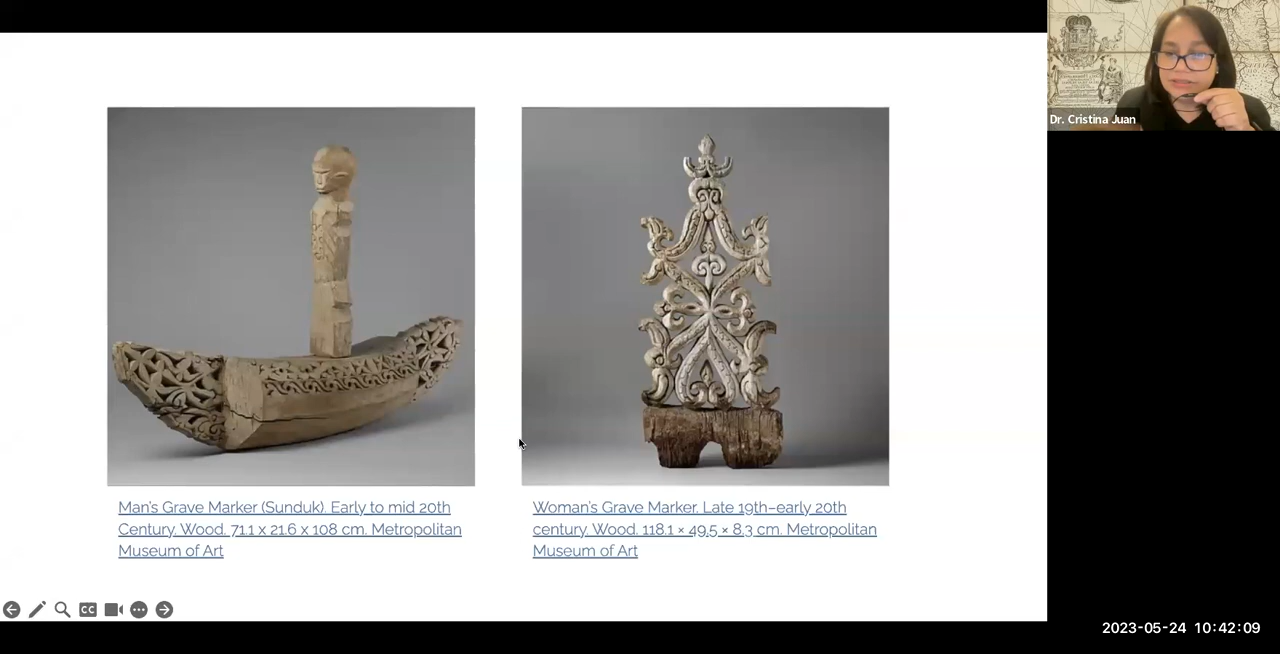 Dr. Cristina Juan
Man's Grave Marker (Sunduk). Early to mid 20th
Century. Wood. 71.1 x 21.6 x 108 cm. Metropolitan
Museum of Art
Woman's Grave Marker. Late 19th–early 20th
century. Wood. 118.1 × 49.5 × 8.3 cm. Metropolitan
Museum of Art
CC
2023-05-24 10:42:09